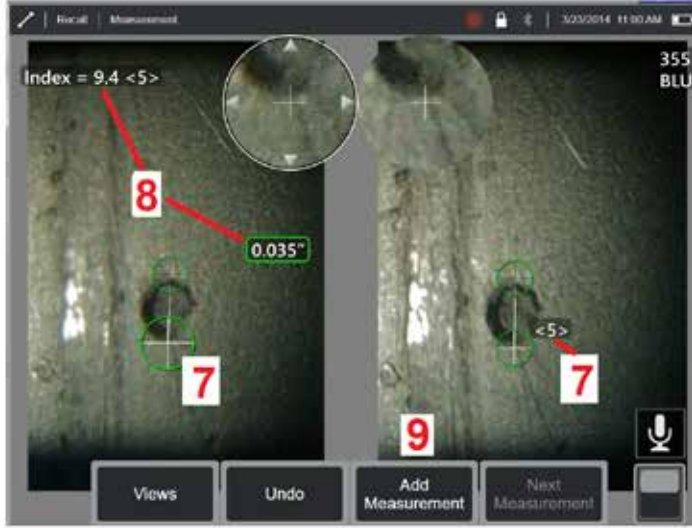 Recall | Measurement
3/23/2014 11:00 AM
355
BLU
Index = 9.4 <5>
8
0.035"
<5>
7
7
9
Views
Undo
Add
Measurement
Next
Measurement